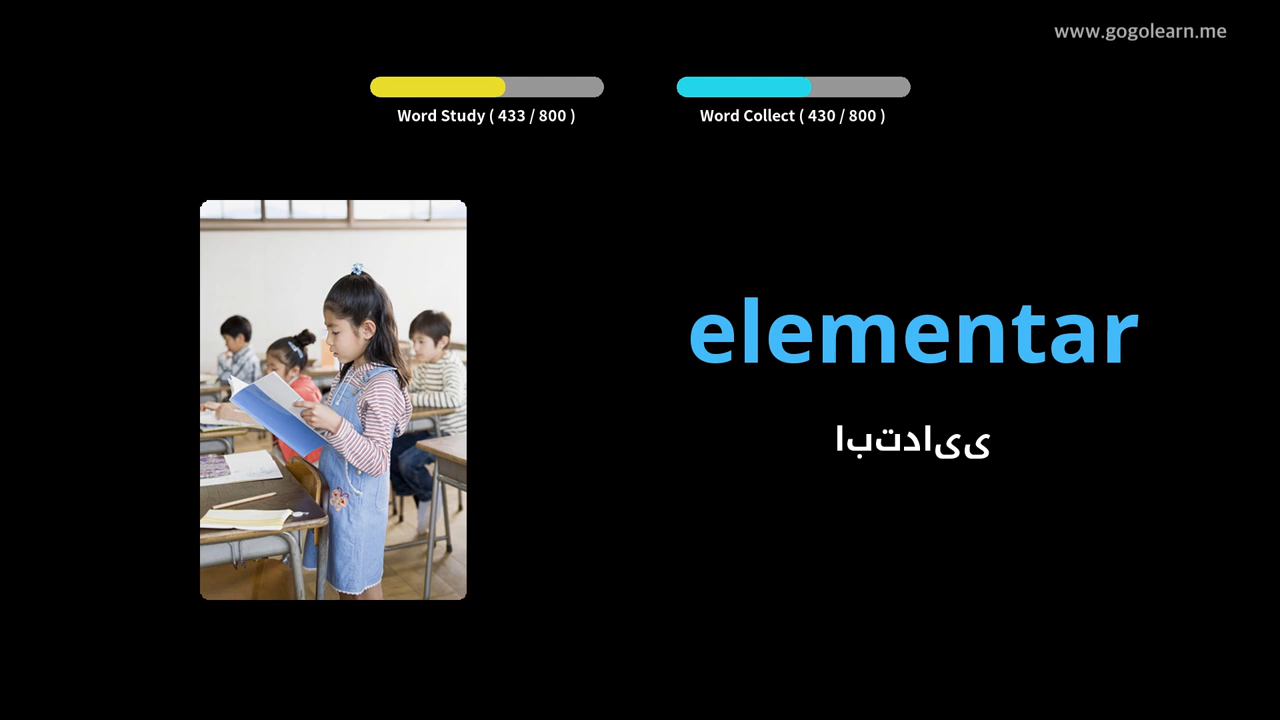 www.gogolearn.me
Word Study ( 433 / 800 )
Word Collect ( 430 / 800 )
elementar
ابتدایی